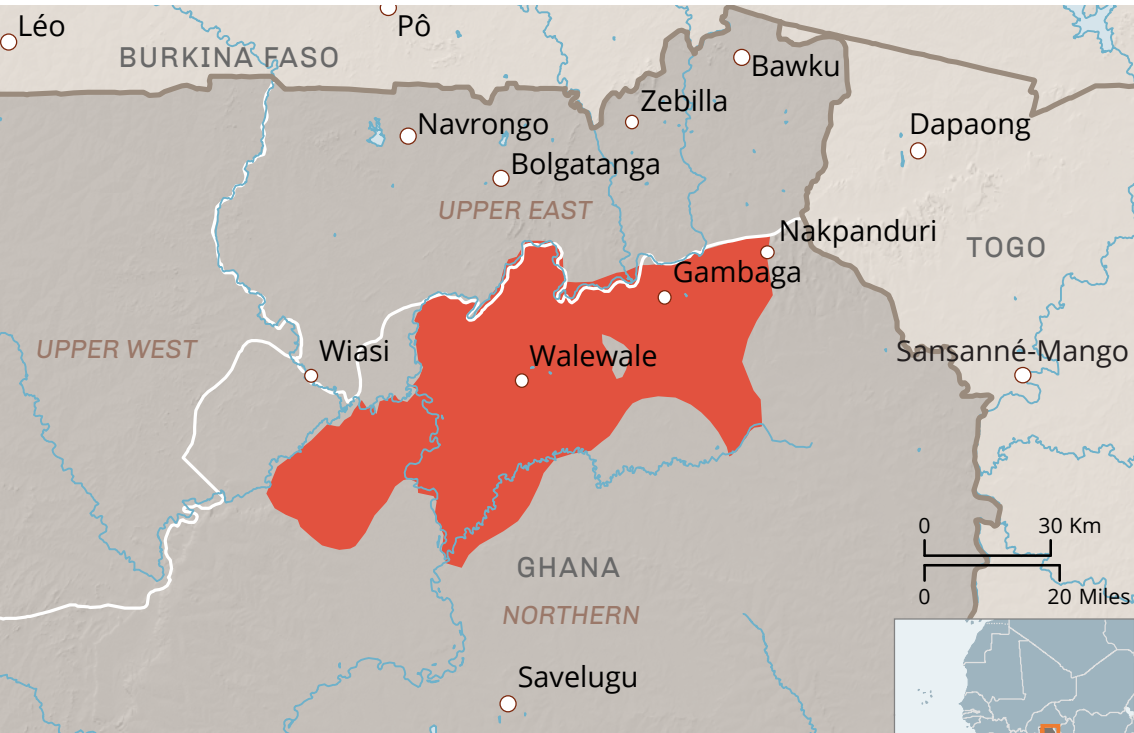 Léo
Pô
BURKINA FASO
Bawku
Zebilla
Navrongo
Dapaong
Bolgatanga
UPPER EAST
Nakpanduri
TOGO
Gambaga
UPPER WEST
Wiasi
Walewale
Sansanné-Mango
0 30 Km
GHANA
0 20 Miles
NORTHERN
Savelugu